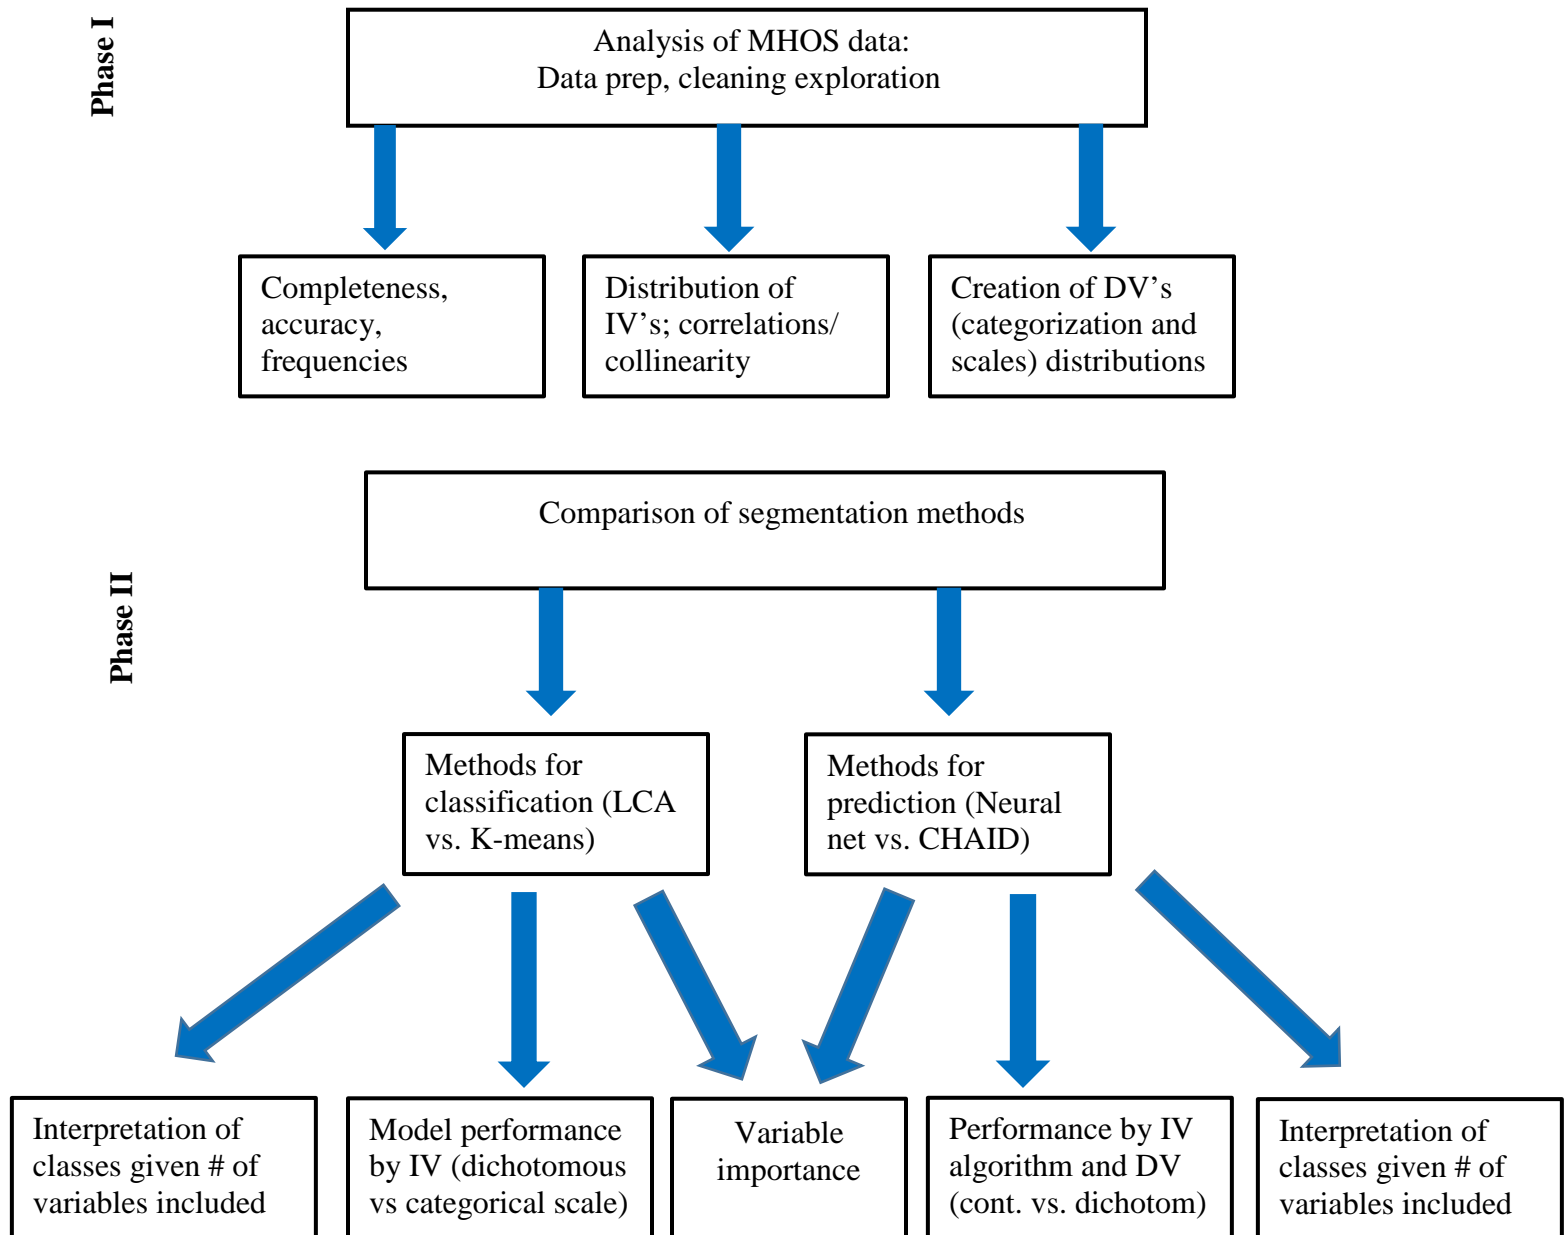 Phase I
Analysis of MHOS data:
Data prep, cleaning exploration
Completeness,
accuracy,
frequencies
Distribution of
IV's; correlations/
collinearity
Creation of DV's
(categorization and
scales) distributions
Phase II
Comparison of segmentation methods
Methods for
classification (LCA
vs. K-means)
Methods for
prediction (Neural
net vs. CHAID)
Interpretation of
classes given # of
variables included
Model performance
by IV (dichotomous
vs categorical scale)
Variable
importance
Performance by IV
algorithm and DV
(cont. vs. dichotom)
Interpretation of
classes given # of
variables included